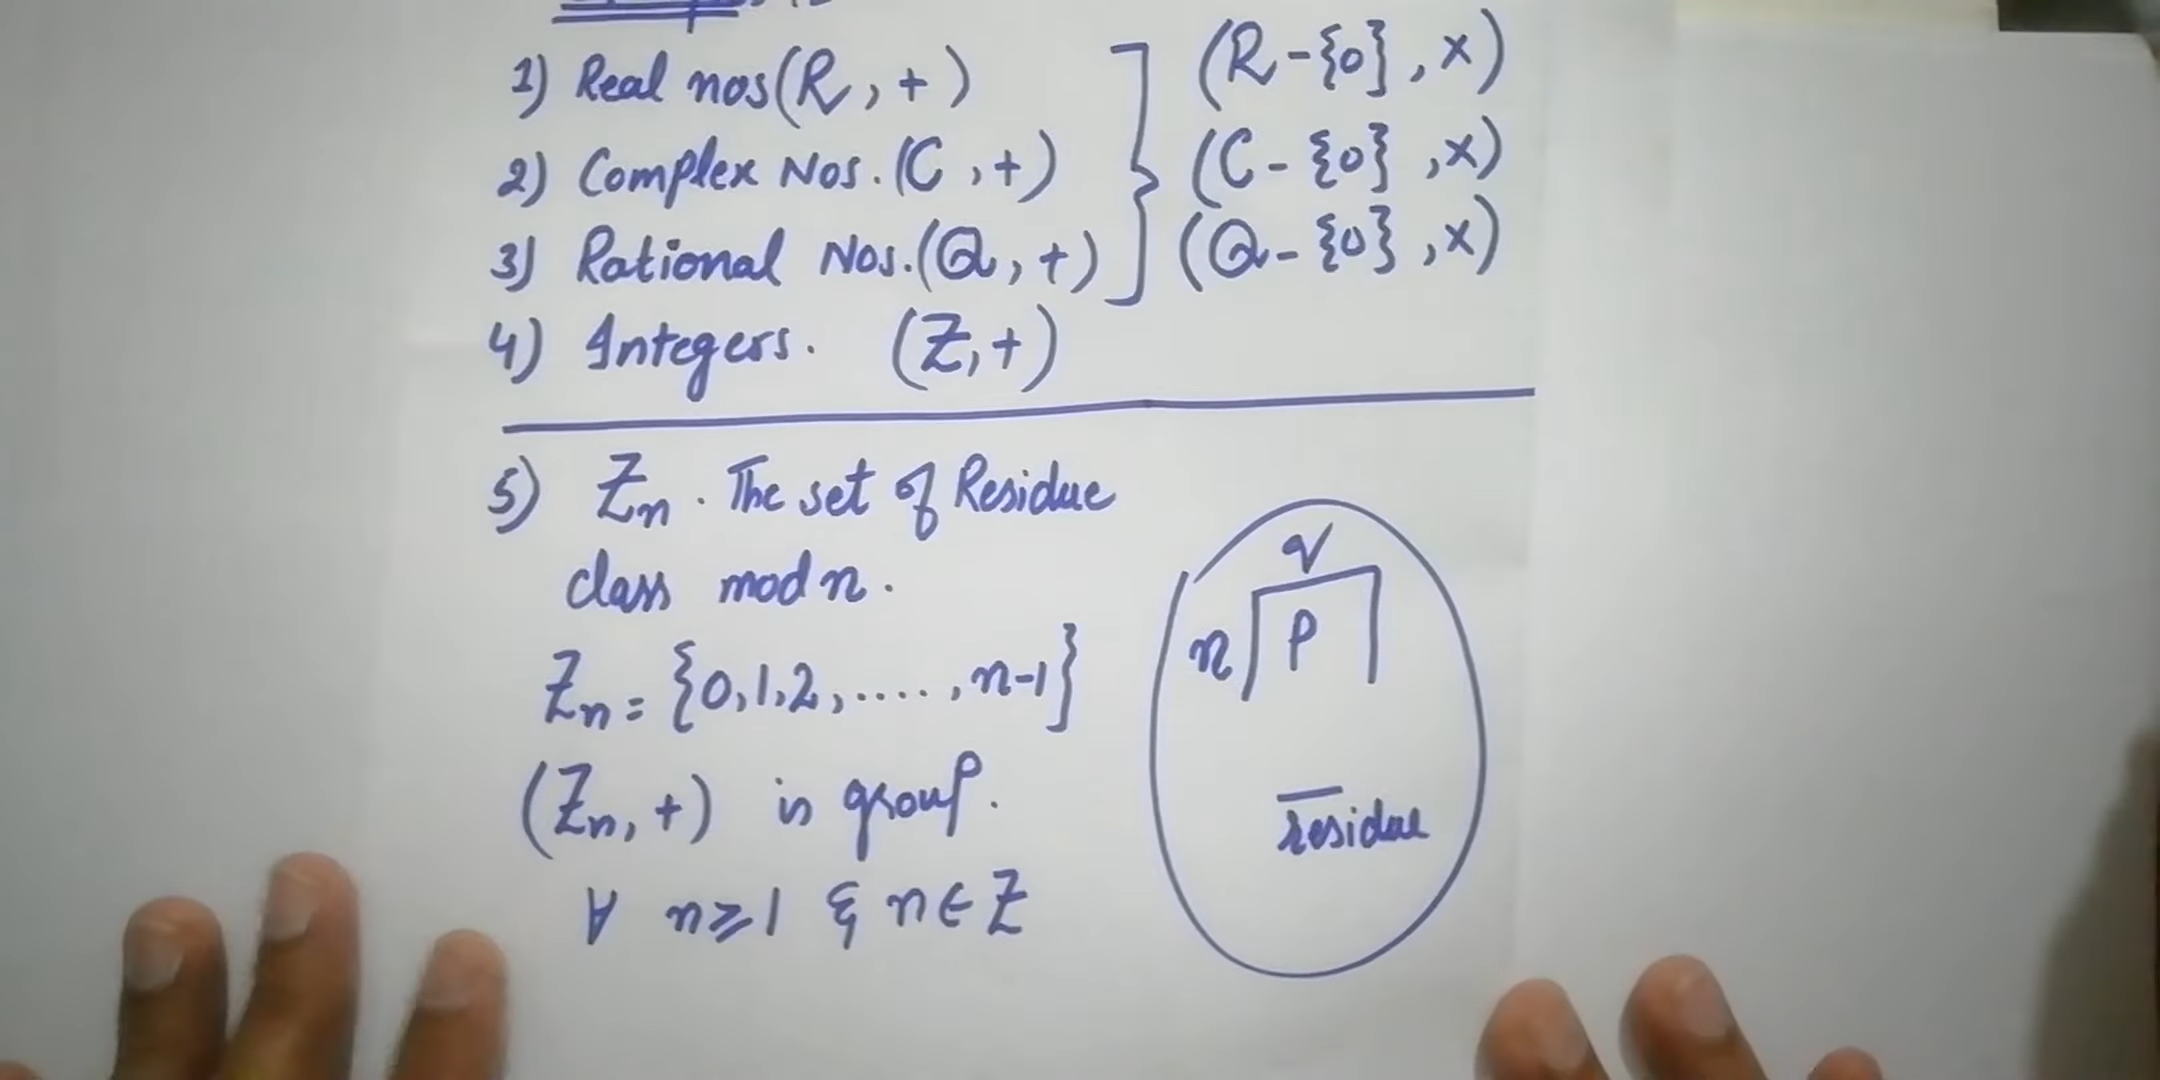 1) Real nos (R, +)
2) Complex Nos. (C, +)
3) Rational Nos. (Q, +)
4) Integers. (Z, +)
(R - {0}, x)
(C - {0}, x)
(Q - {0}, x)
5) Zn. The set of Residue
class mod n.
Zn = {0,1,2,....,n-1}
(Zn, +) is group.
∀ n ≥ 1 & n ∈ Z
q
n P
residue